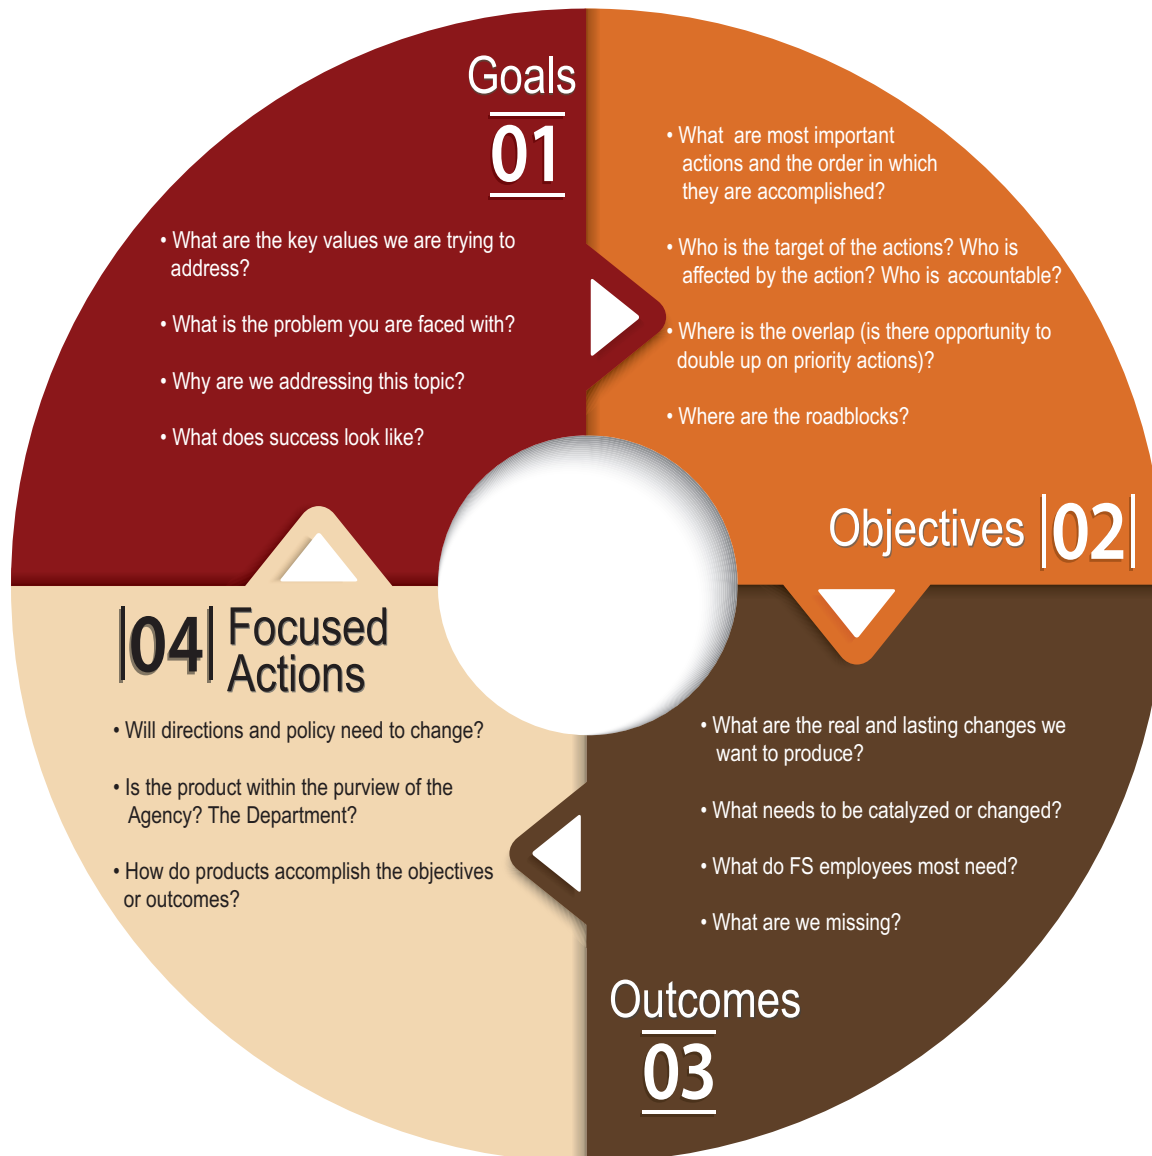 Goals
01
• What are the key values we are trying to
address?
• What is the problem you are faced with?
• Why are we addressing this topic?
• What does success look like?
• What are most important
actions and the order in which
they are accomplished?
• Who is the target of the actions? Who is
affected by the action? Who is accountable?
• Where is the overlap (is there opportunity to
double up on priority actions)?
• Where are the roadblocks?
Objectives |02|
• What are the real and lasting changes we
want to produce?
• What needs to be catalyzed or changed?
• What do FS employees most need?
• What are we missing?
Outcomes
03
|04| Focused
Actions
• Will directions and policy need to change?
• Is the product within the purview of the
Agency? The Department?
• How do products accomplish the objectives
or outcomes?